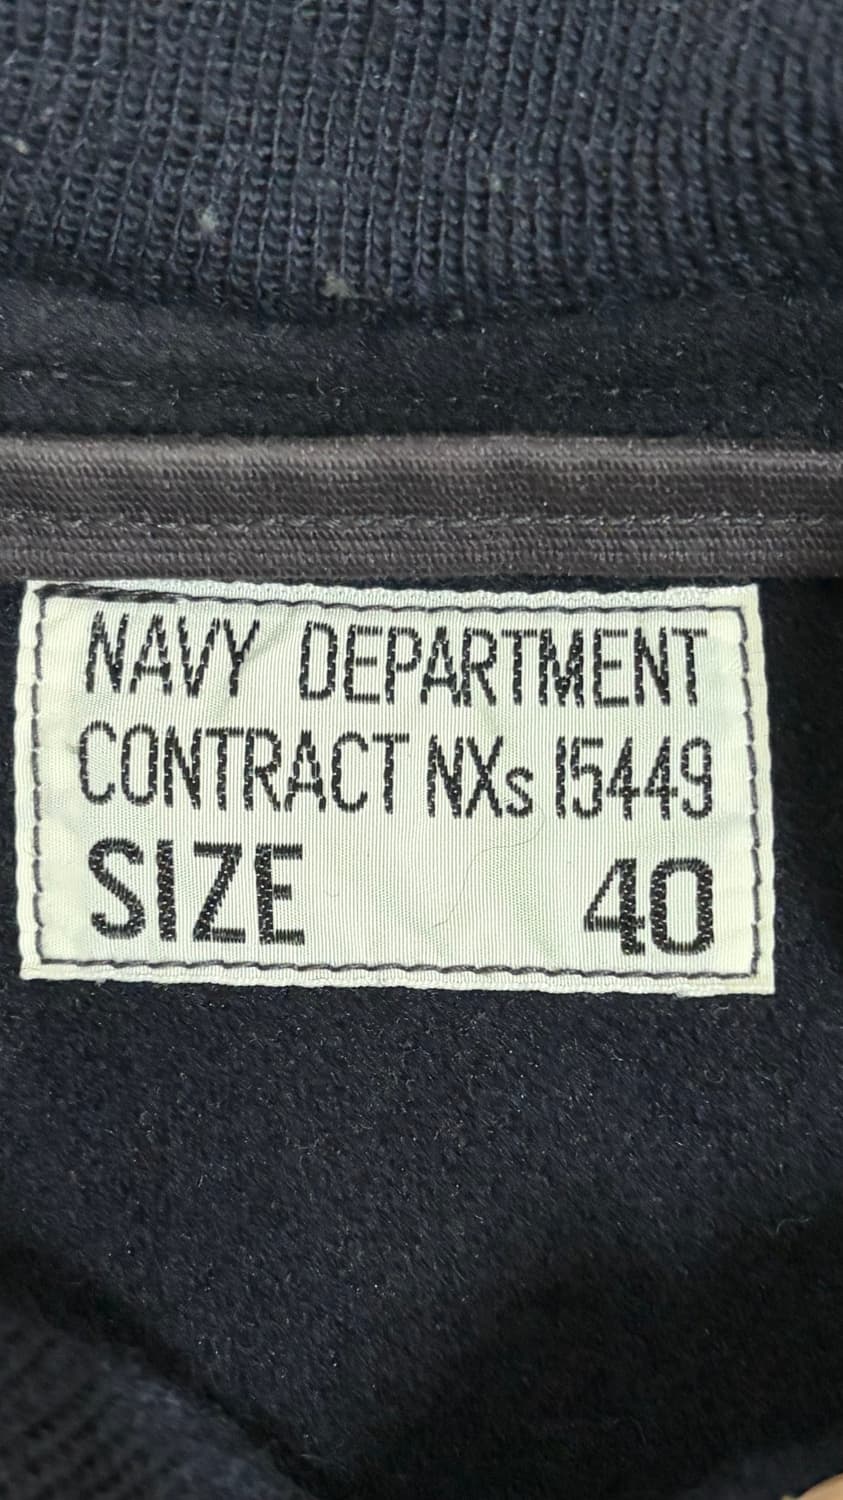 NAVY DEPARTMENT
CONTRACT NXs 15449
SIZE 40